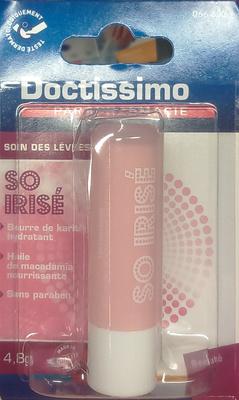 TESTÉ DERMATOLOGIQUEMENT
Doctissimo
SOIN DES LÈVRES
SO
IRISÉ
Beurre de karité
hydratant
Huile
de macadamia
nourrissante
Sans paraben
4,8g
SO IRISÉ